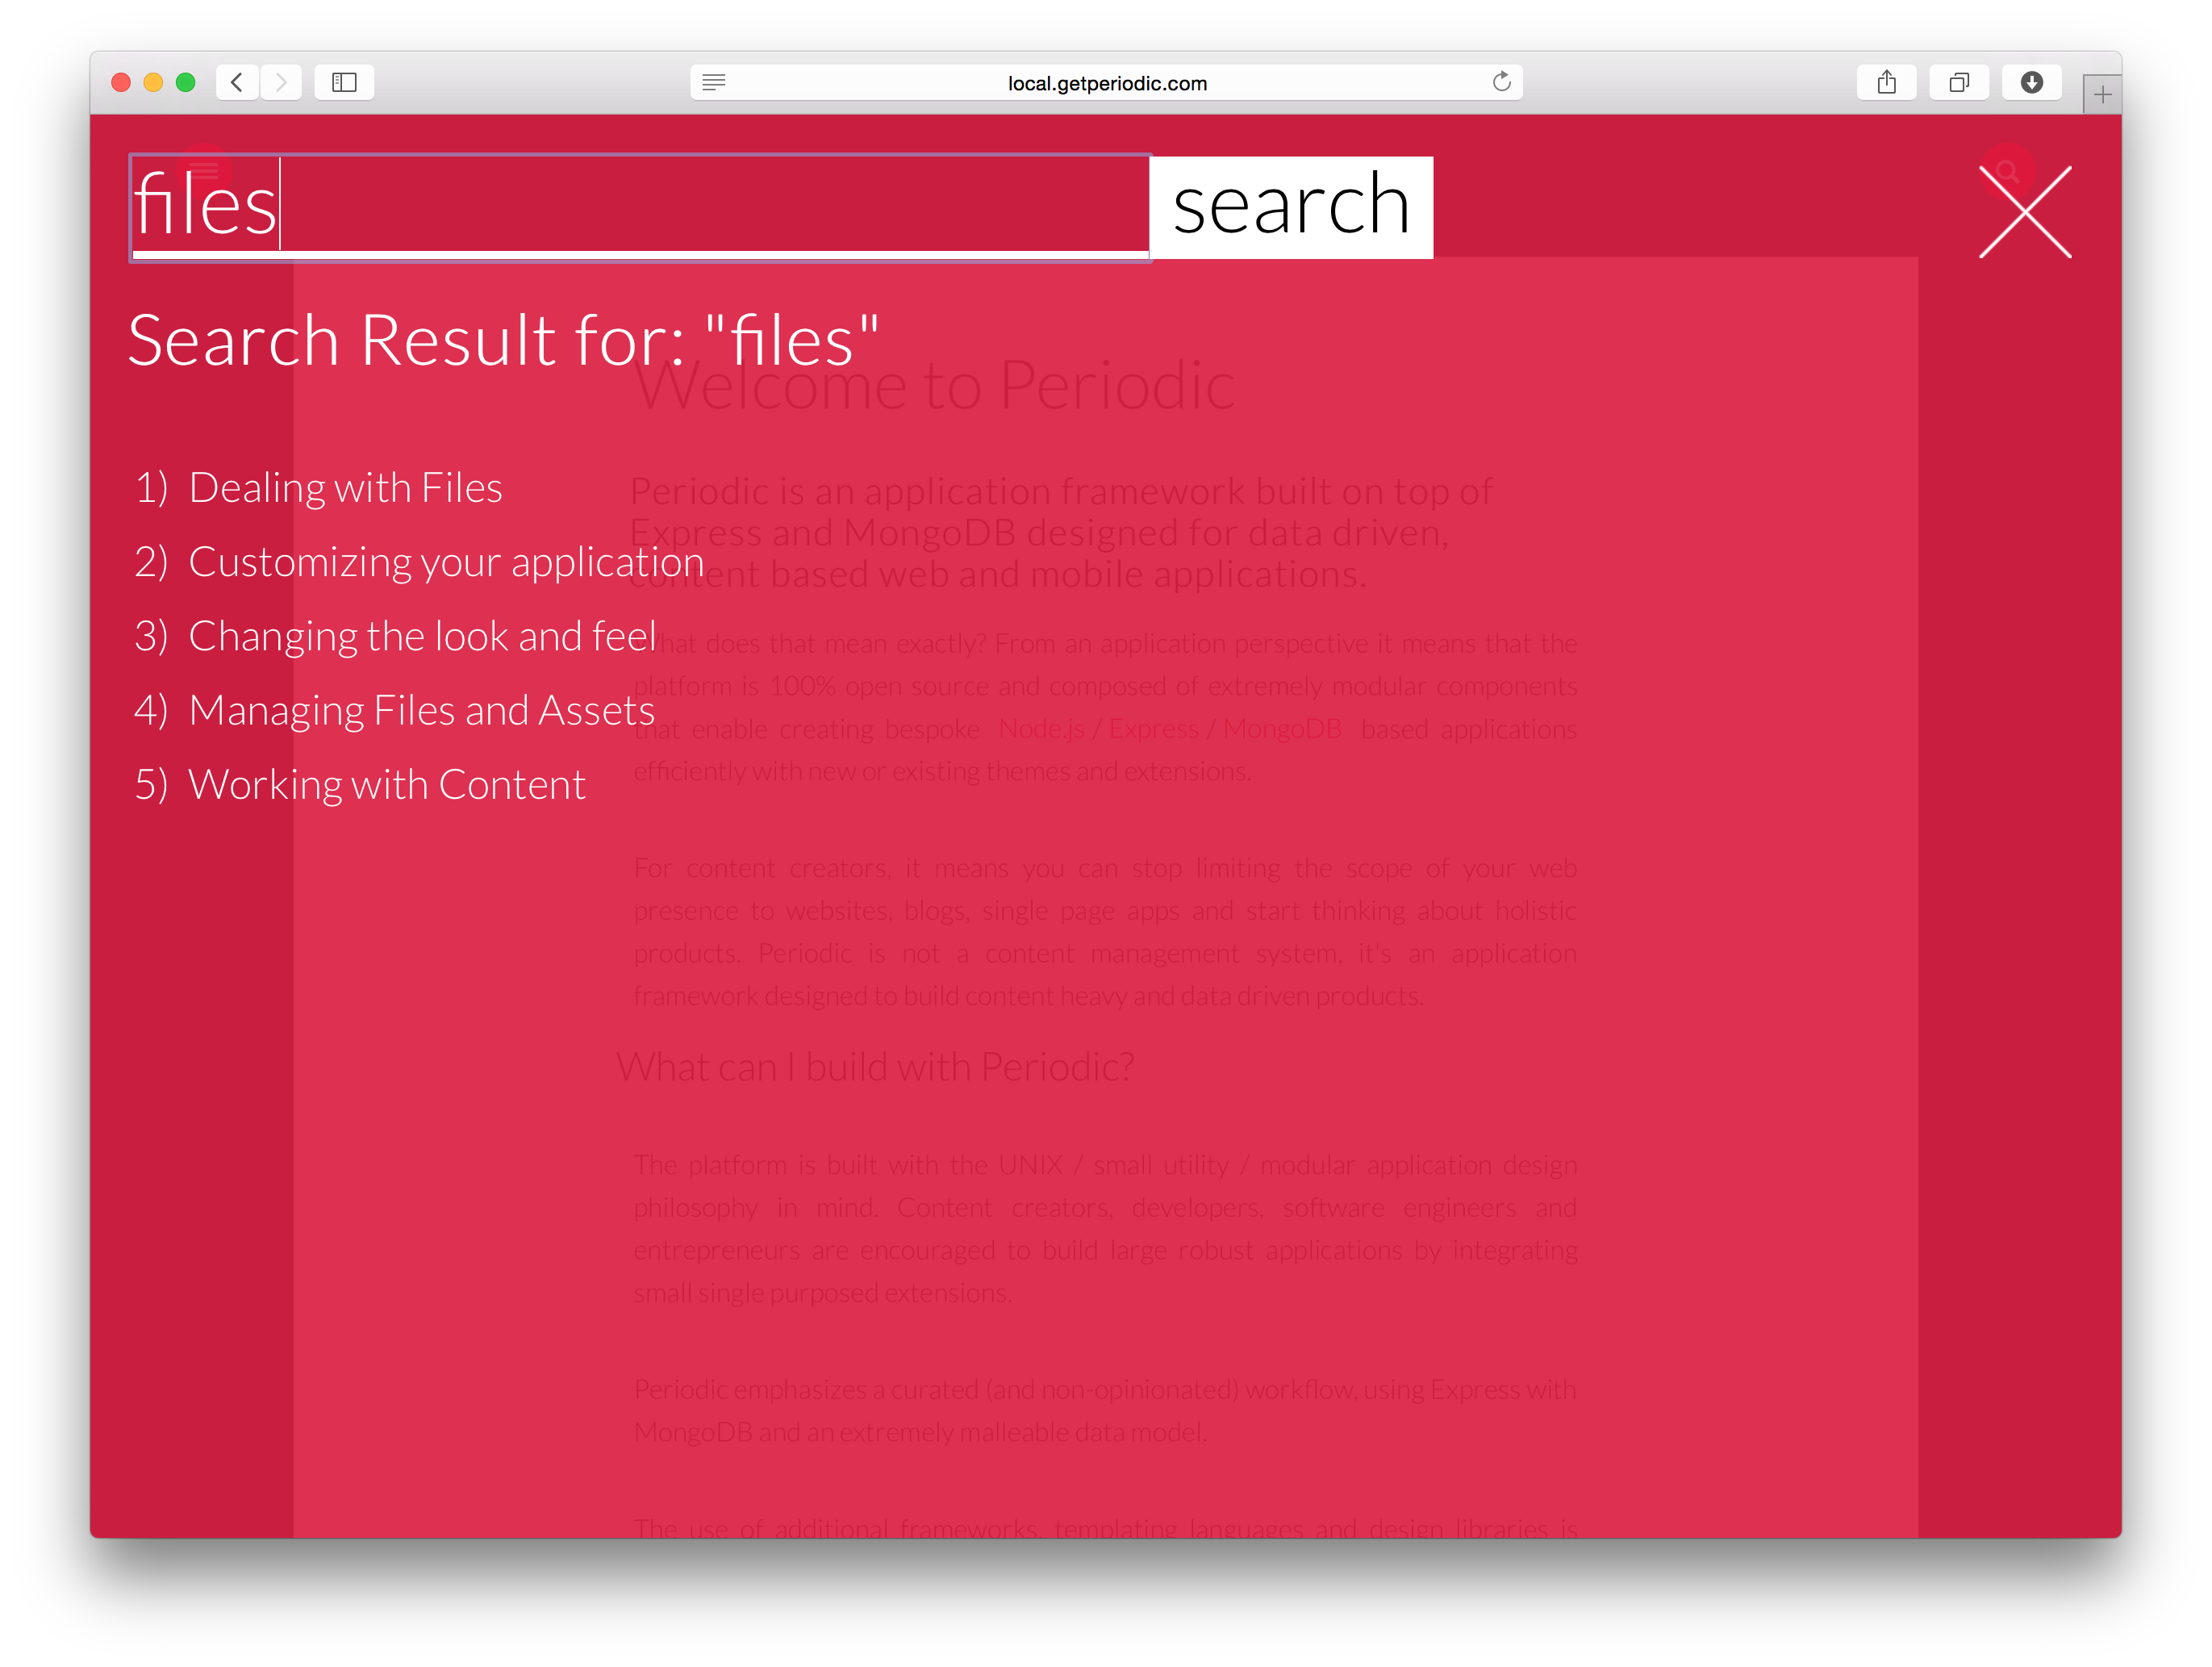 local.getperiodic.com
files
search
Search Result for: "files"
1) Dealing with Files
2) Customizing your application
3) Changing the look and feel
4) Managing Files and Assets
5) Working with Content
Welcome to Periodic
Periodic is an application framework built on top of
Express and MongoDB designed for data driven,
content based web and mobile applications.
What does that mean exactly? From an application perspective it means that the
platform is 100% open source and composed of extremely modular components
that enable creating bespoke Node.js / Express / MongoDB based applications
efficiently with new or existing themes and extensions.
For content creators, it means you can stop limiting the scope of your web
presence to websites, blogs, single page apps and start thinking about holistic
products. Periodic is not a content management system, it's an application
framework designed to build content heavy and data driven products.
What can I build with Periodic?
The platform is built with the UNIX / small utility / modular application design
philosophy in mind. Content creators, developers, software engineers and
entrepreneurs are encouraged to build large robust applications by integrating
small single purposed extensions.
Periodic emphasizes a curated (and non-opinionated) workflow, using Express with
MongoDB and an extremely malleable data model.
The use of additional frameworks, templating languages and design libraries is